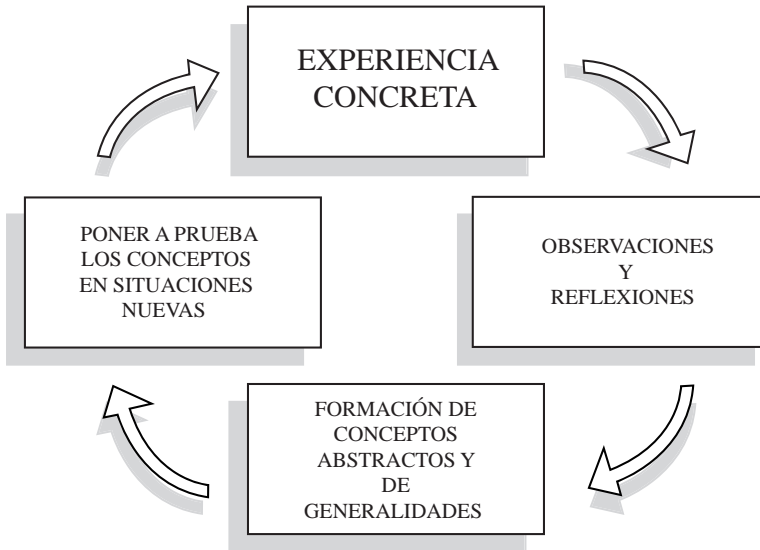 EXPERIENCIA
CONCRETA
OBSERVACIONES
Y
REFLEXIONES
FORMACIÓN DE
CONCEPTOS
ABSTRACTOS Y
DE
GENERALIDADES
PONER A PRUEBA
LOS CONCEPTOS
EN SITUACIONES
NUEVAS